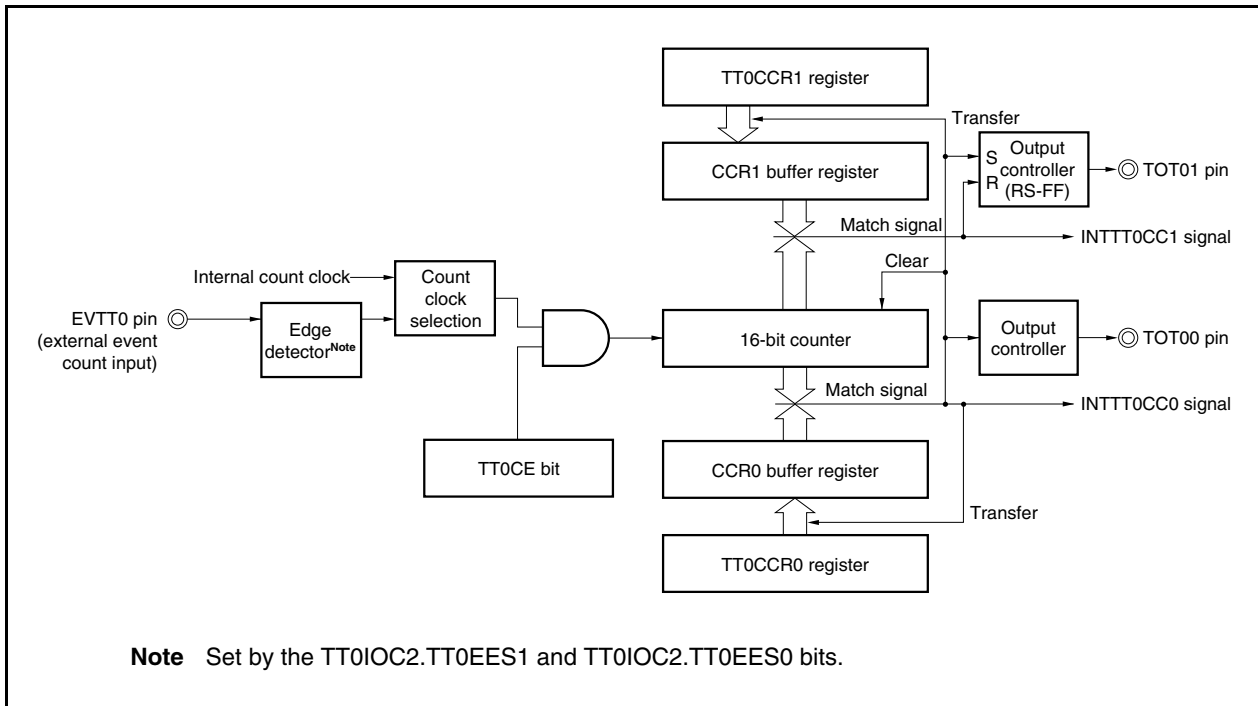 TT0CCR1 register
Transfer
CCR1 buffer register
S
R
Output
controller
(RS-FF)
TOT01 pin
Match signal
INTTT0CC1 signal
Clear
Internal count clock
Count
clock
selection
EVTT0 pin
(external event
count input)
Edge
detectorNote
16-bit counter
Output
controller
TOT00 pin
Match signal
INTTT0CC0 signal
TT0CE bit
CCR0 buffer register
Transfer
TT0CCR0 register
Note Set by the TT0IOC2.TT0EES1 and TT0IOC2.TT0EES0 bits.